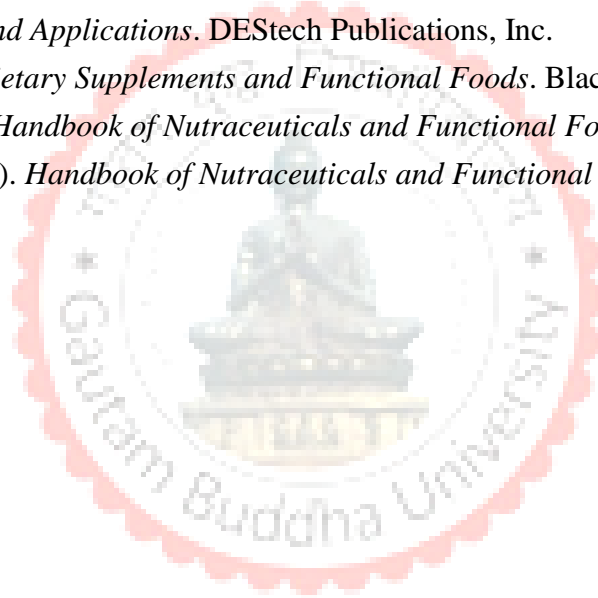 nd Applications. DEStech Publications, Inc.
etary Supplements and Functional Foods. Blac
Handbook of Nutraceuticals and Functional Fo
). Handbook of Nutraceuticals and Functional
Gautam Buddha University